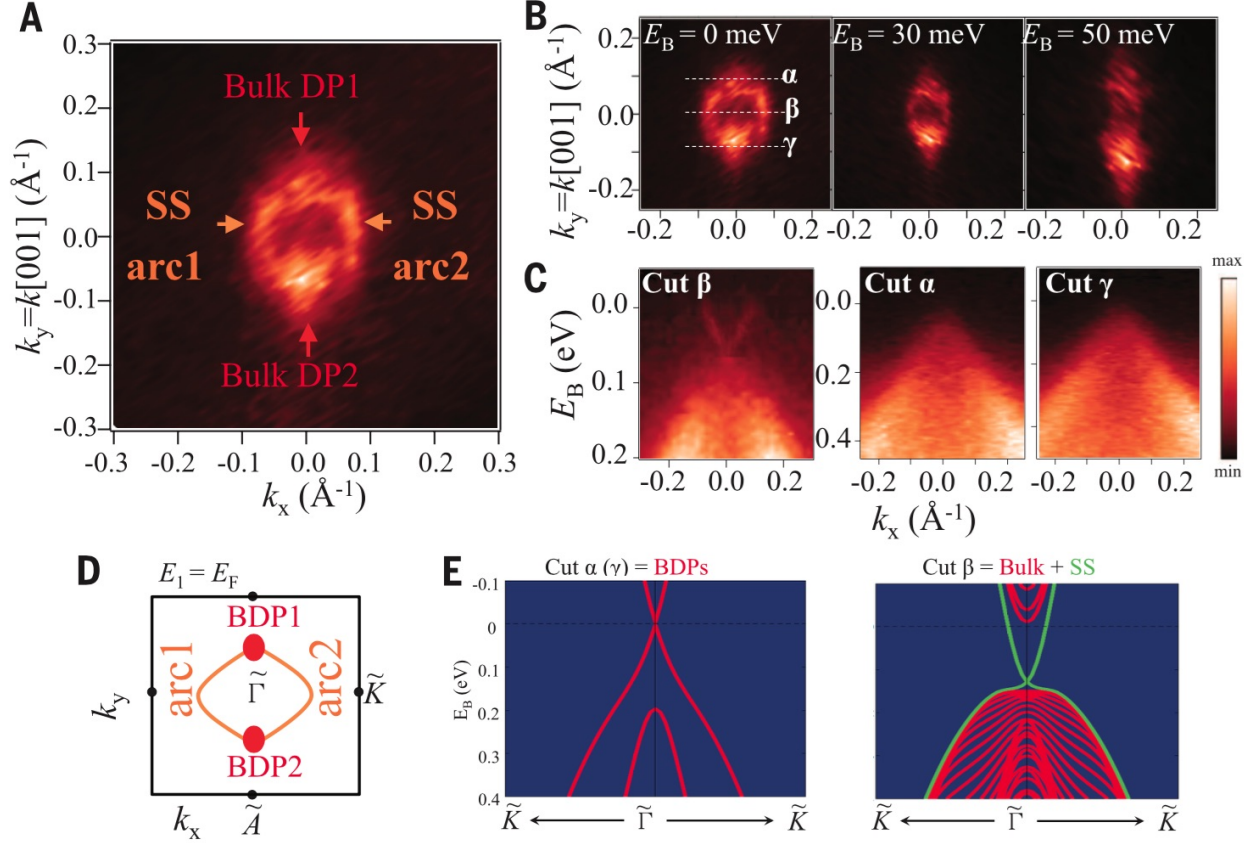 A
0.3
0.2
0.1
0.0
-0.1
-0.2
-0.3
k_y=k[001] (Å⁻¹)
Bulk DP1
SS arc1
SS arc2
Bulk DP2
-0.3 -0.2 -0.1 0.0 0.1 0.2 0.3
k_x (Å⁻¹)
B
k_y=k[001] (Å⁻¹)
0.2
0.0
-0.2
E_B = 0 meV
α
β
γ
E_B = 30 meV
E_B = 50 meV
-0.2 0.0 0.2
-0.2 0.0 0.2
-0.2 0.0 0.2
C
E_B (eV)
0.0
0.1
0.2
Cut β
0.0
0.2
0.4
Cut α
Cut γ
max
min
-0.2 0.0 0.2
-0.2 0.0 0.2
-0.2 0.0 0.2
k_x (Å⁻¹)
D
E₁ = E_F
BDP1
arc1
Γ̃
arc2
K̃
BDP2
k_y
k_x
Ã
E
Cut α (γ) = BDPs
-0.1
0
0.1
0.2
0.3
0.4
E_B (eV)
K̃ Γ̃ K̃
Cut β = Bulk + SS
K̃ Γ̃ K̃